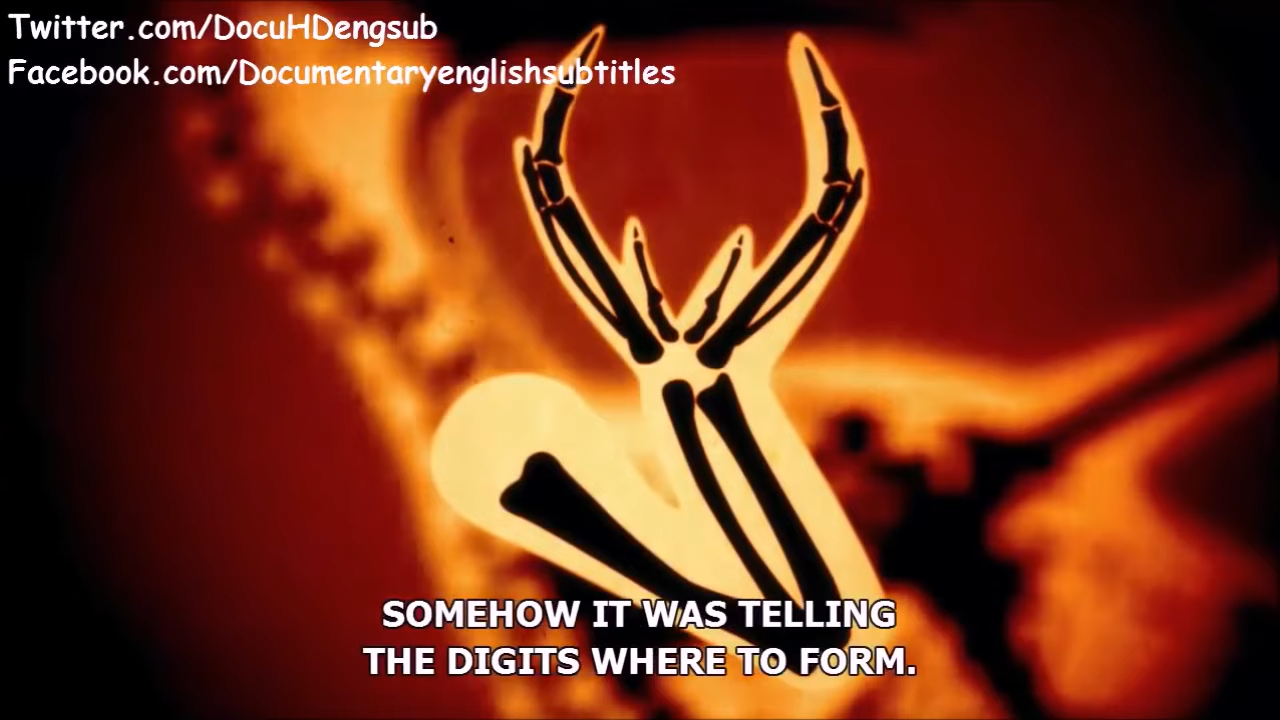 Twitter.com/DocuHDengsub
Facebook.com/Documentaryenglishsubtitles
SOMEHOW IT WAS TELLING
THE DIGITS WHERE TO FORM.